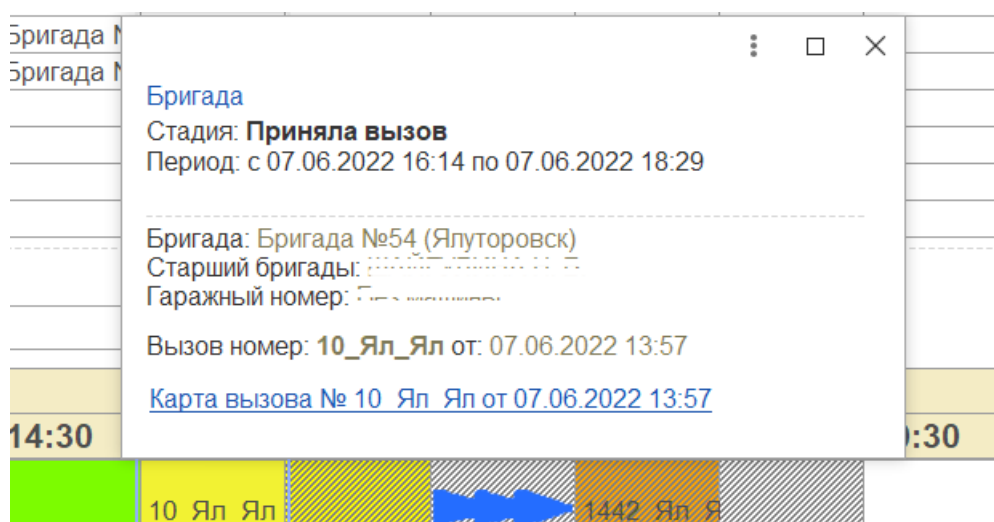 Бригада
Бригада
Бригада
Стадия: Приняла вызов
Период: с 07.06.2022 16:14 по 07.06.2022 18:29
Бригада: Бригада №54 (Ялуторовск)
Старший бригады:
Гаражный номер:
Вызов номер: 10_Ял_Ял от: 07.06.2022 13:57
Карта вызова № 10_Ял_Ял от 07.06.2022 13:57
14:30 :30
10_Ял_Ял 1442_Ял_Я